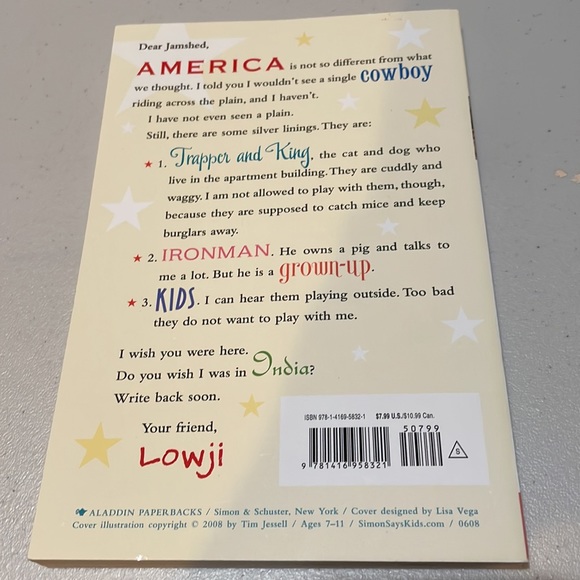 Dear Jamshed,
AMERICA is not so different from what
we thought. I told you I wouldn't see a single cowboy
riding across the plain, and I haven't.
I have not even seen a plain.
Still, there are some silver linings. They are:
★ 1. Trapper and King, the cat and dog who
live in the apartment building. They are cuddly and
waggy. I am not allowed to play with them, though,
because they are supposed to catch mice and keep
burglars away.
★ 2. IRONMAN. He owns a pig and talks to
me a lot. But he is a grown-up.
★ 3. KIDS. I can hear them playing outside. Too bad
they do not want to play with me.
I wish you were here.
Do you wish I was in India?
Write back soon.
Your friend,
Lowji
ISBN 978-1-4169-5832-1 $7.99 U.S./$10.99 Can.
50799
9 781416 958321
S
ALADDIN PAPERBACKS / Simon & Schuster, New York / Cover designed by Lisa Vega
Cover illustration copyright © 2008 by Tim Jessell / Ages 7–11 / SimonSaysKids.com / 0608